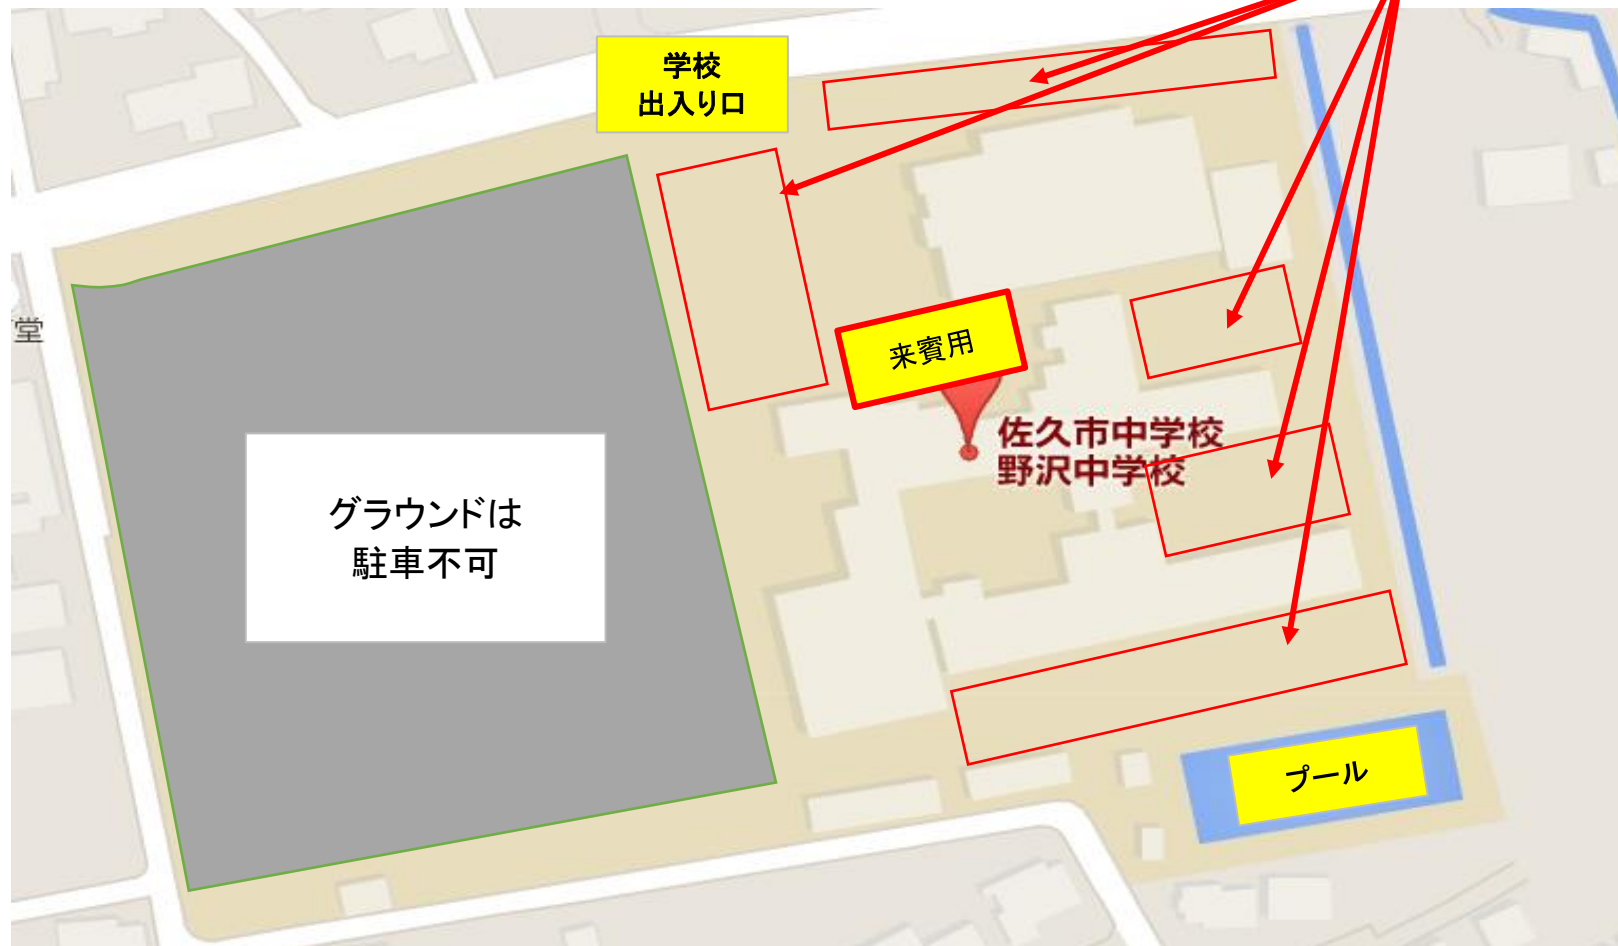 学校
出入り口
堂
来賓用
佐久市中学校
野沢中学校
グラウンドは
駐車不可
プール